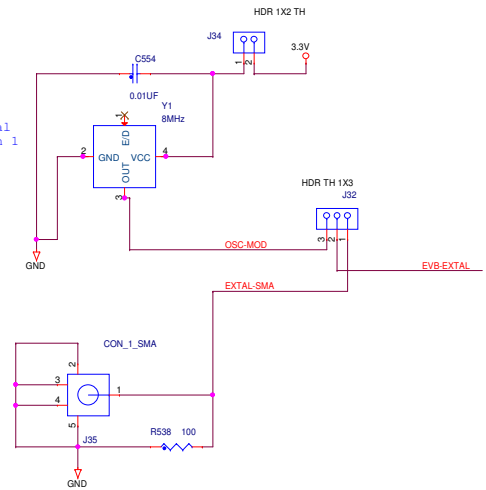 HDR 1X2 TH
J34
3.3V
C554
1
2
0.01UF
Y1
8MHz
al
n 1
1
E/D
2
GND
VCC
4
OUT
3
HDR TH 1X3
J32
3
2
1
OSC-MOD
GND
EVB-EXTAL
EXTAL-SMA
CON_1_SMA
2
3
1
4
5
J35
R538
100
GND